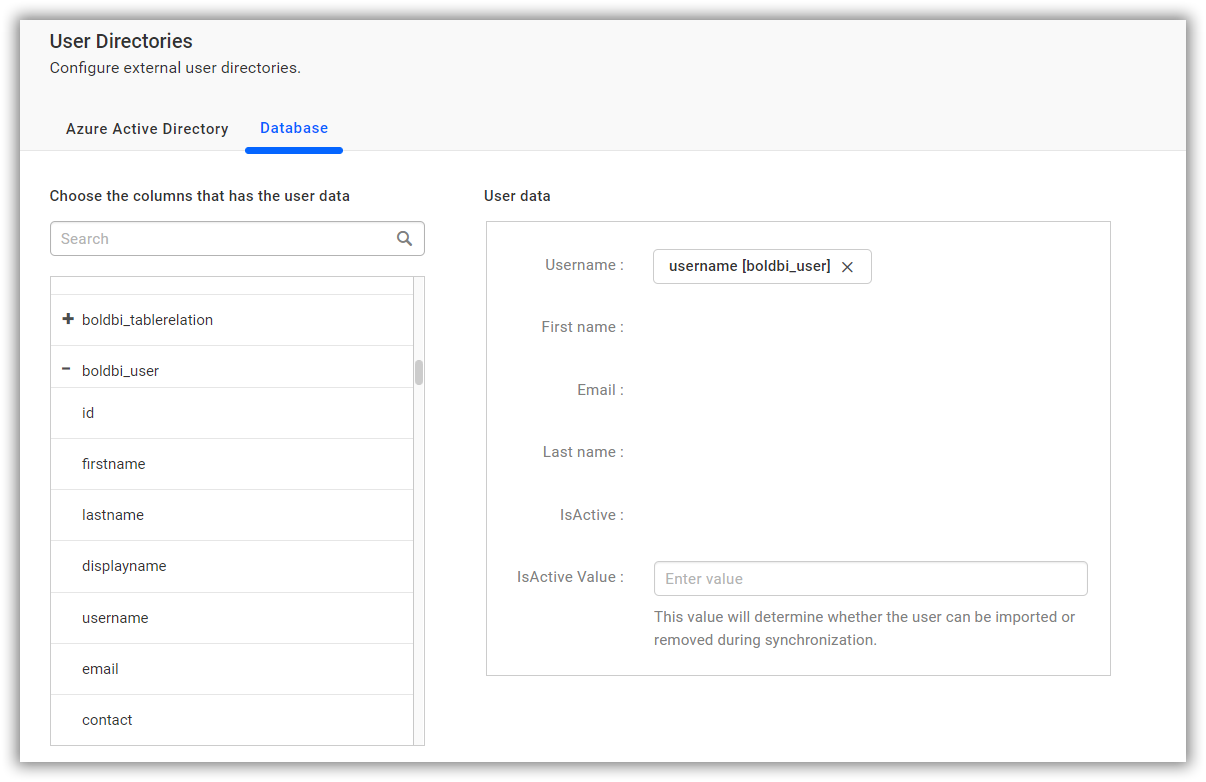 User Directories
Configure external user directories.
Azure Active Directory
Database
Choose the columns that has the user data
Search
boldbi_tablerelation
boldbi_user
id
firstname
lastname
displayname
username
email
contact
User data
Username :
username [boldbi_user]
First name :
Email :
Last name :
IsActive :
IsActive Value :
Enter value
This value will determine whether the user can be imported or
removed during synchronization.